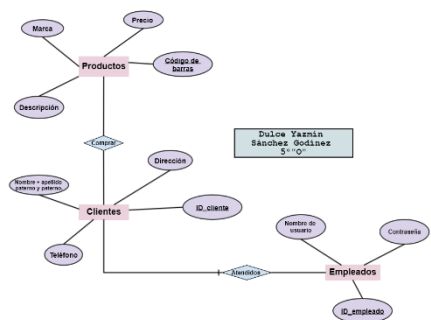 Precio
Marca
Productos
Código de
barras
Descripción
Comprar
Dulce Yazmin
Sánchez Godinez
5°"O"
Dirección
Nombre + apellido
paterno y paterno.
Clientes
ID_cliente
Nombre de
usuario
Contraseña
Teléfono
Atendidos
Empleados
ID_empleado